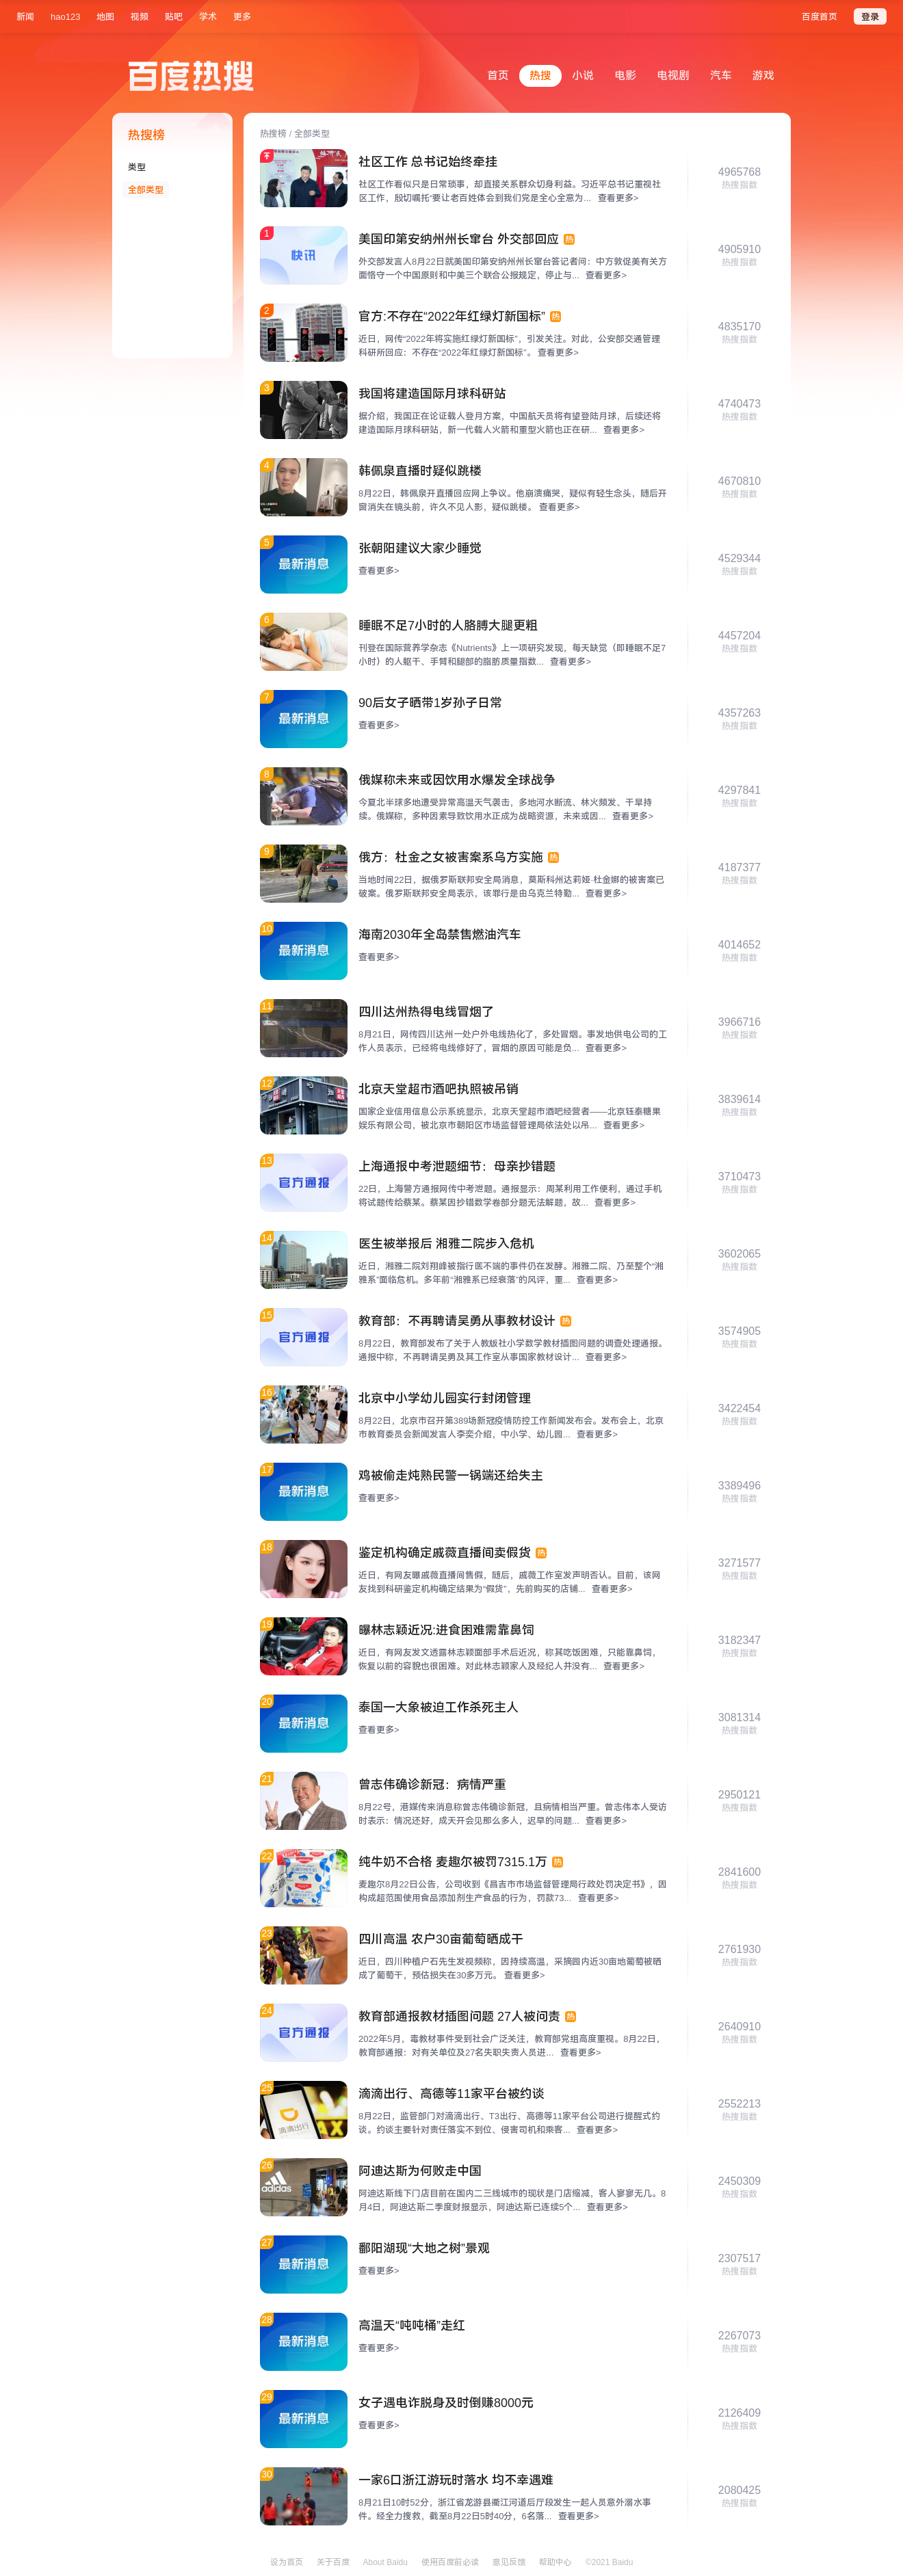 新闻 hao123 地图 视频 贴吧 学术 更多 百度首页 登录
百度热搜
首页 热搜 小说 电影 电视剧 汽车 游戏
热搜榜
类型
全部类型
热搜榜 / 全部类型
社区工作 总书记始终牵挂
社区工作看似只是日常琐事，却直接关系群众切身利益。习近平总书记重视社
区工作，殷切嘱托“要让老百姓体会到我们党是全心全意为... 查看更多>
4965768
热搜指数
1
快讯
美国印第安纳州州长窜台 外交部回应 热
外交部发言人8月22日就美国印第安纳州州长窜台答记者问：中方敦促美有关方
面恪守一个中国原则和中美三个联合公报规定，停止与... 查看更多>
4905910
热搜指数
2
官方:不存在“2022年红绿灯新国标” 热
近日，网传“2022年将实施红绿灯新国标”，引发关注。对此，公安部交通管理
科研所回应：不存在“2022年红绿灯新国标”。 查看更多>
4835170
热搜指数
3
我国将建造国际月球科研站
据介绍，我国正在论证载人登月方案，中国航天员将有望登陆月球，后续还将
建造国际月球科研站，新一代载人火箭和重型火箭也正在研... 查看更多>
4740473
热搜指数
4
韩佩泉直播时疑似跳楼
8月22日，韩佩泉开直播回应网上争议。他崩溃痛哭，疑似有轻生念头，随后开
窗消失在镜头前，许久不见人影，疑似跳楼。 查看更多>
4670810
热搜指数
5
最新消息
张朝阳建议大家少睡觉
查看更多>
4529344
热搜指数
6
睡眠不足7小时的人胳膊大腿更粗
刊登在国际营养学杂志《Nutrients》上一项研究发现，每天缺觉（即睡眠不足7
小时）的人躯干、手臂和腿部的脂肪质量指数... 查看更多>
4457204
热搜指数
7
最新消息
90后女子晒带1岁孙子日常
查看更多>
4357263
热搜指数
8
俄媒称未来或因饮用水爆发全球战争
今夏北半球多地遭受异常高温天气袭击，多地河水断流、林火频发、干旱持
续。俄媒称，多种因素导致饮用水正成为战略资源，未来或因... 查看更多>
4297841
热搜指数
9
俄方：杜金之女被害案系乌方实施 热
当地时间22日，据俄罗斯联邦安全局消息，莫斯科州达莉娅·杜金娜的被害案已
破案。俄罗斯联邦安全局表示，该罪行是由乌克兰特勤... 查看更多>
4187377
热搜指数
10
最新消息
海南2030年全岛禁售燃油汽车
查看更多>
4014652
热搜指数
11
四川达州热得电线冒烟了
8月21日，网传四川达州一处户外电线热化了，多处冒烟。事发地供电公司的工
作人员表示，已经将电线修好了，冒烟的原因可能是负... 查看更多>
3966716
热搜指数
12
北京天堂超市酒吧执照被吊销
国家企业信用信息公示系统显示，北京天堂超市酒吧经营者——北京钰泰糖果
娱乐有限公司，被北京市朝阳区市场监督管理局依法处以吊... 查看更多>
3839614
热搜指数
13
官方通报
上海通报中考泄题细节：母亲抄错题
22日，上海警方通报网传中考泄题。通报显示：周某利用工作便利，通过手机
将试题传给蔡某。蔡某因抄错数学卷部分题无法解题，故... 查看更多>
3710473
热搜指数
14
医生被举报后 湘雅二院步入危机
近日，湘雅二院刘翔峰被指行医不端的事件仍在发酵。湘雅二院、乃至整个“湘
雅系”面临危机。多年前“湘雅系已经衰落”的风评，重... 查看更多>
3602065
热搜指数
15
官方通报
教育部：不再聘请吴勇从事教材设计 热
8月22日，教育部发布了关于人教版社小学数学教材插图问题的调查处理通报。
通报中称，不再聘请吴勇及其工作室从事国家教材设计... 查看更多>
3574905
热搜指数
16
北京中小学幼儿园实行封闭管理
8月22日，北京市召开第389场新冠疫情防控工作新闻发布会。发布会上，北京
市教育委员会新闻发言人李奕介绍，中小学、幼儿园... 查看更多>
3422454
热搜指数
17
最新消息
鸡被偷走炖熟民警一锅端还给失主
查看更多>
3389496
热搜指数
18
鉴定机构确定戚薇直播间卖假货 热
近日，有网友曝戚薇直播间售假，随后，戚薇工作室发声明否认。目前，该网
友找到科研鉴定机构确定结果为“假货”，先前购买的店铺... 查看更多>
3271577
热搜指数
19
曝林志颖近况:进食困难需靠鼻饲
近日，有网友发文透露林志颖面部手术后近况，称其吃饭困难，只能靠鼻饲，
恢复以前的容貌也很困难。对此林志颖家人及经纪人并没有... 查看更多>
3182347
热搜指数
20
最新消息
泰国一大象被迫工作杀死主人
查看更多>
3081314
热搜指数
21
曾志伟确诊新冠：病情严重
8月22号，港媒传来消息称曾志伟确诊新冠，且病情相当严重。曾志伟本人受访
时表示：情况还好，成天开会见那么多人，迟早的问题... 查看更多>
2950121
热搜指数
22
纯牛奶不合格 麦趣尔被罚7315.1万 热
麦趣尔8月22日公告，公司收到《昌吉市市场监督管理局行政处罚决定书》，因
构成超范围使用食品添加剂生产食品的行为，罚款73... 查看更多>
2841600
热搜指数
23
四川高温 农户30亩葡萄晒成干
近日，四川种植户石先生发视频称，因持续高温，采摘园内近30亩地葡萄被晒
成了葡萄干，预估损失在30多万元。 查看更多>
2761930
热搜指数
24
官方通报
教育部通报教材插图问题 27人被问责 热
2022年5月，毒教材事件受到社会广泛关注，教育部党组高度重视。8月22日，
教育部通报：对有关单位及27名失职失责人员进... 查看更多>
2640910
热搜指数
25
滴滴出行
滴滴出行、高德等11家平台被约谈
8月22日，监管部门对滴滴出行、T3出行、高德等11家平台公司进行提醒式约
谈。约谈主要针对责任落实不到位、侵害司机和乘客... 查看更多>
2552213
热搜指数
26
adidas
阿迪达斯为何败走中国
阿迪达斯线下门店目前在国内二三线城市的现状是门店缩减，客人寥寥无几。8
月4日，阿迪达斯二季度财报显示，阿迪达斯已连续5个... 查看更多>
2450309
热搜指数
27
最新消息
鄱阳湖现“大地之树”景观
查看更多>
2307517
热搜指数
28
最新消息
高温天“吨吨桶”走红
查看更多>
2267073
热搜指数
29
最新消息
女子遇电诈脱身及时倒赚8000元
查看更多>
2126409
热搜指数
30
一家6口浙江游玩时落水 均不幸遇难
8月21日10时52分，浙江省龙游县衢江河道后厅段发生一起人员意外溺水事
件。经全力搜救，截至8月22日5时40分，6名落... 查看更多>
2080425
热搜指数
设为首页 关于百度 About Baidu 使用百度前必读 意见反馈 帮助中心 ©2021 Baidu